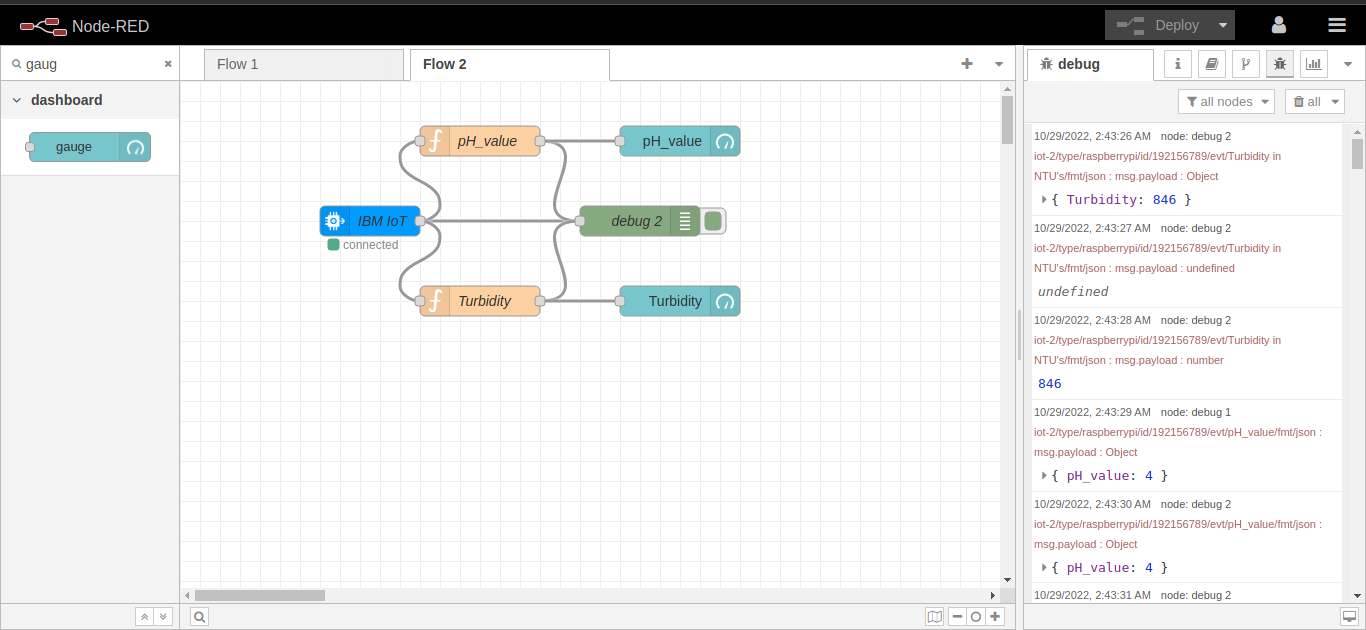 Node-RED
Deploy
gaug
Flow 1
Flow 2
debug
dashboard
all nodes
all
gauge
pH_value
pH_value
IBM IoT
debug 2
connected
Turbidity
Turbidity
10/29/2022, 2:43:26 AM node: debug 2
iot-2/type/raspberrypi/id/192156789/evt/Turbidity in
NTU's/fmt/json : msg.payload : Object
{ Turbidity: 846 }
10/29/2022, 2:43:27 AM node: debug 2
iot-2/type/raspberrypi/id/192156789/evt/Turbidity in
NTU's/fmt/json : msg.payload : undefined
undefined
10/29/2022, 2:43:28 AM node: debug 2
iot-2/type/raspberrypi/id/192156789/evt/Turbidity in
NTU's/fmt/json : msg.payload : number
846
10/29/2022, 2:43:29 AM node: debug 1
iot-2/type/raspberrypi/id/192156789/evt/pH_value/fmt/json :
msg.payload : Object
{ pH_value: 4 }
10/29/2022, 2:43:30 AM node: debug 2
iot-2/type/raspberrypi/id/192156789/evt/pH_value/fmt/json :
msg.payload : Object
{ pH_value: 4 }
10/29/2022, 2:43:31 AM node: debug 2